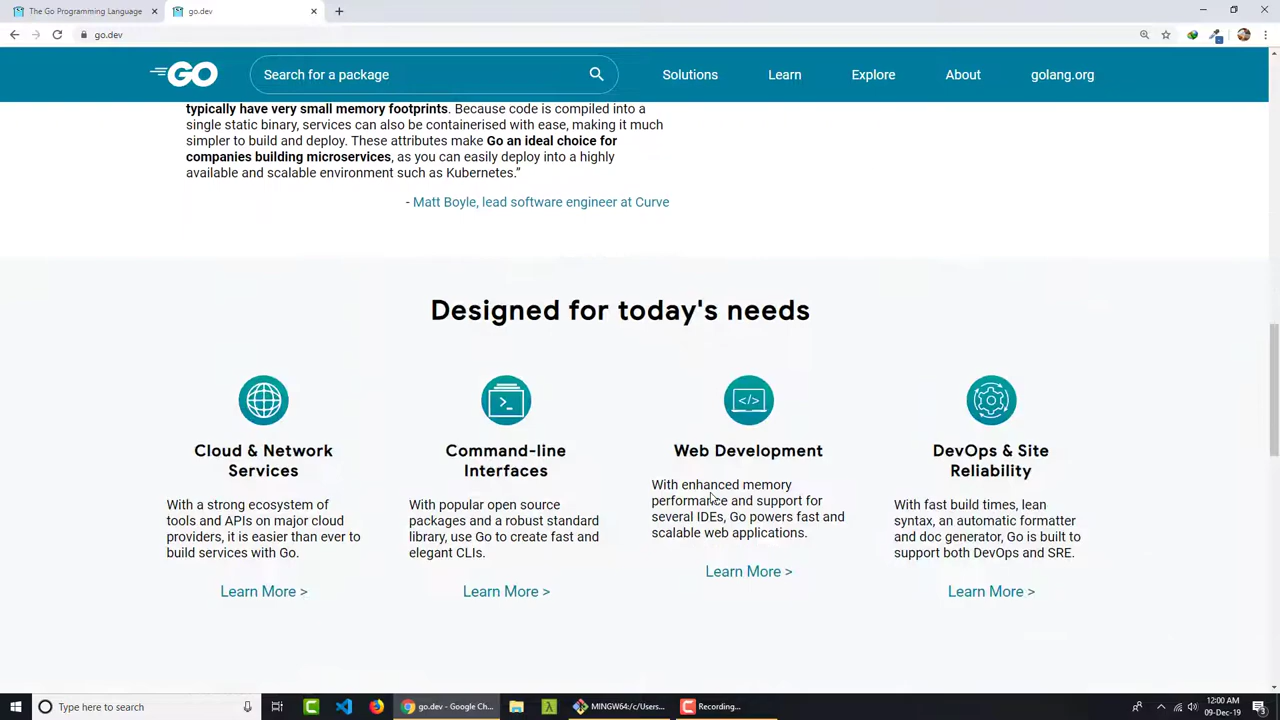 The Go Programming Language
go.dev
go.dev
GO
Search for a package
Solutions
Learn
Explore
About
golang.org
typically have very small memory footprints. Because code is compiled into a
single static binary, services can also be containerised with ease, making it much
simpler to build and deploy. These attributes make Go an ideal choice for
companies building microservices, as you can easily deploy into a highly
available and scalable environment such as Kubernetes.”
- Matt Boyle, lead software engineer at Curve
Designed for today's needs
>_
</>
Cloud & Network
Services
With a strong ecosystem of
tools and APIs on major cloud
providers, it is easier than ever to
build services with Go.
Learn More >
Command-line
Interfaces
With popular open source
packages and a robust standard
library, use Go to create fast and
elegant CLIs.
Learn More >
Web Development
With enhanced memory
performance and support for
several IDEs, Go powers fast and
scalable web applications.
Learn More >
DevOps & Site
Reliability
With fast build times, lean
syntax, an automatic formatter
and doc generator, Go is built to
support both DevOps and SRE.
Learn More >
Type here to search
go.dev - Google Ch...
MINGW64:/c/Users...
Recording...
12:00 AM
09-Dec-19
3